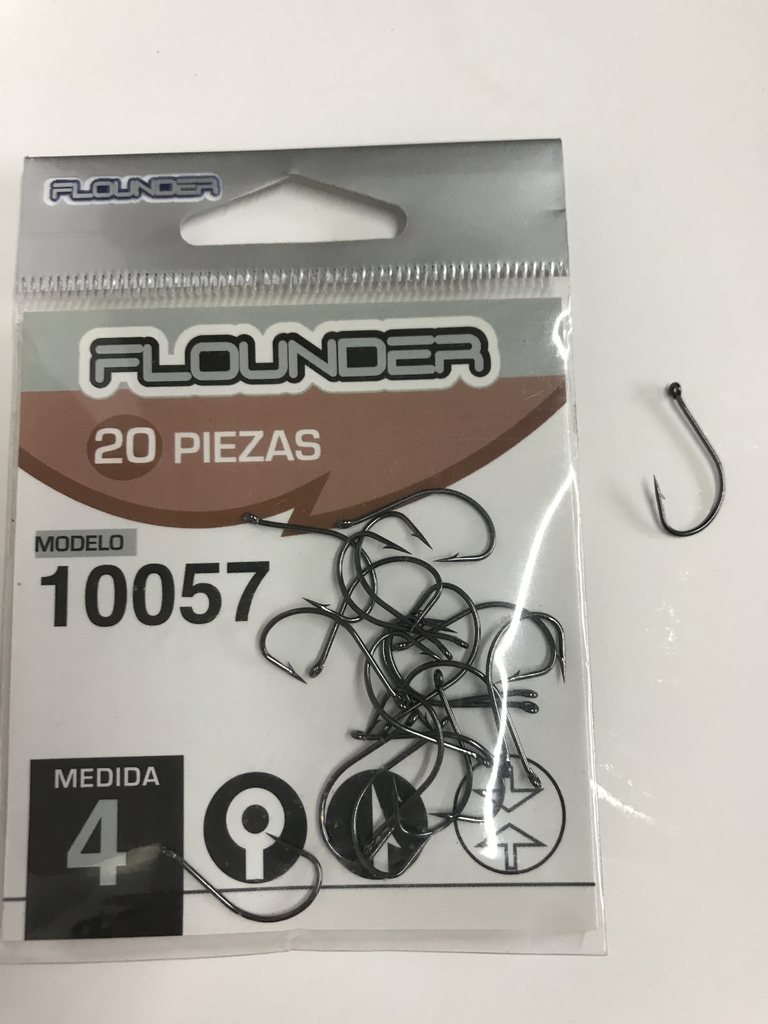 FLOUNDER
FLOUNDER
20 PIEZAS
MODELO
10057
MEDIDA
4